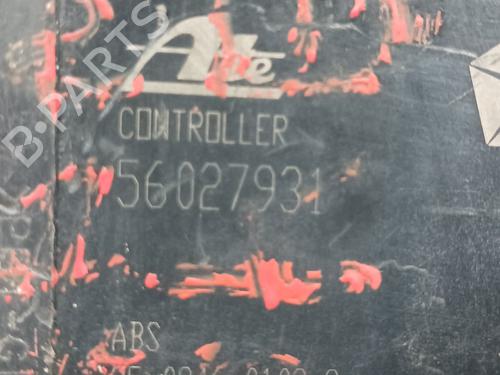 Ate
CONTROLLER
56027931
ABS
B-PARTS